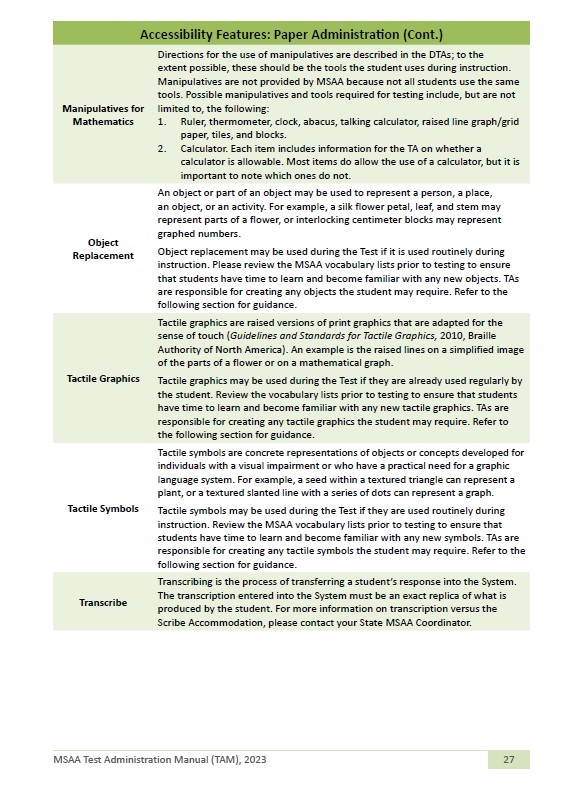 Accessibility Features: Paper Administration (Cont.)
Manipulatives for
Mathematics
Directions for the use of manipulatives are described in the DTAs; to the
extent possible, these should be the tools the student uses during instruction.
Manipulatives are not provided by MSAA because not all students use the same
tools. Possible manipulatives and tools required for testing include, but are not
limited to, the following:
1. Ruler, thermometer, clock, abacus, talking calculator, raised line graph/grid
paper, tiles, and blocks.
2. Calculator. Each item includes information for the TA on whether a
calculator is allowable. Most items do allow the use of a calculator, but it is
important to note which ones do not.
Object
Replacement
An object or part of an object may be used to represent a person, a place,
an object, or an activity. For example, a silk flower petal, leaf, and stem may
represent parts of a flower, or interlocking centimeter blocks may represent
graphed numbers.
Object replacement may be used during the Test if it is used routinely during
instruction. Please review the MSAA vocabulary lists prior to testing to ensure
that students have time to learn and become familiar with any new objects. TAs
are responsible for creating any objects the student may require. Refer to the
following section for guidance.
Tactile Graphics
Tactile graphics are raised versions of print graphics that are adapted for the
sense of touch (Guidelines and Standards for Tactile Graphics, 2010, Braille
Authority of North America). An example is the raised lines on a simplified image
of the parts of a flower or on a mathematical graph.
Tactile graphics may be used during the Test if they are already used regularly by
the student. Review the vocabulary lists prior to testing to ensure that students
have time to learn and become familiar with any new tactile graphics. TAs are
responsible for creating any tactile graphics the student may require. Refer to
the following section for guidance.
Tactile Symbols
Tactile symbols are concrete representations of objects or concepts developed for
individuals with a visual impairment or who have a practical need for a graphic
language system. For example, a seed within a textured triangle can represent a
plant, or a textured slanted line with a series of dots can represent a graph.
Tactile symbols may be used during the Test if they are used routinely during
instruction. Review the MSAA vocabulary lists prior to testing to ensure that
students have time to learn and become familiar with any new symbols. TAs are
responsible for creating any tactile symbols the student may require. Refer to the
following section for guidance.
Transcribe
Transcribing is the process of transferring a student's response into the System.
The transcription entered into the System must be an exact replica of what is
produced by the student. For more information on transcription versus the
Scribe Accommodation, please contact your State MSAA Coordinator.
MSAA Test Administration Manual (TAM), 2023
27